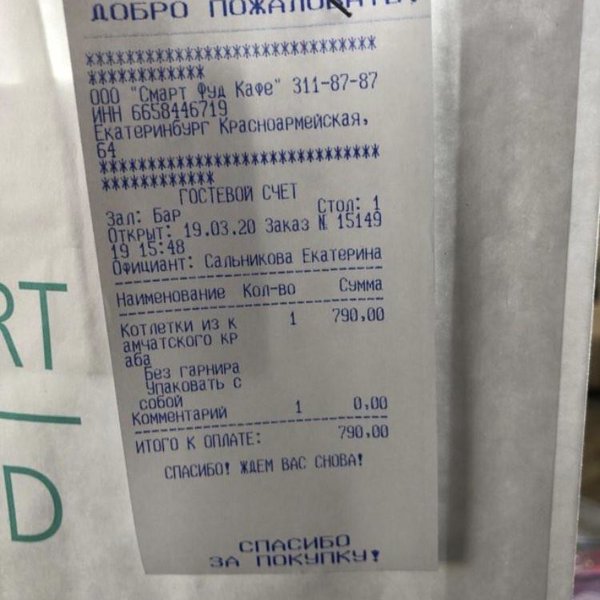 ДОБРО ПОЖАЛОВАТЬ!
*****************************
************
ООО "Смарт Фуд Кафе" 311-87-87
ИНН 6658446719
Екатеринбург Красноармейская,
64
*****************************
************
ГОСТЕВОЙ СЧЕТ
Зал: Бар Стол: 1
Открыт: 19.03.20 Заказ № 15149
19 15:48
Официант: Сальникова Екатерина
Наименование Кол-во Сумма
Котлетки из к 1 790,00
амчатского кр
аба
Без гарнира
Упаковать с
собой
Комментарий 1 0,00
ИТОГО К ОПЛАТЕ: 790,00
СПАСИБО! ЖДЕМ ВАС СНОВА!
СПАСИБО
ЗА ПОКУПКУ!
RT
D